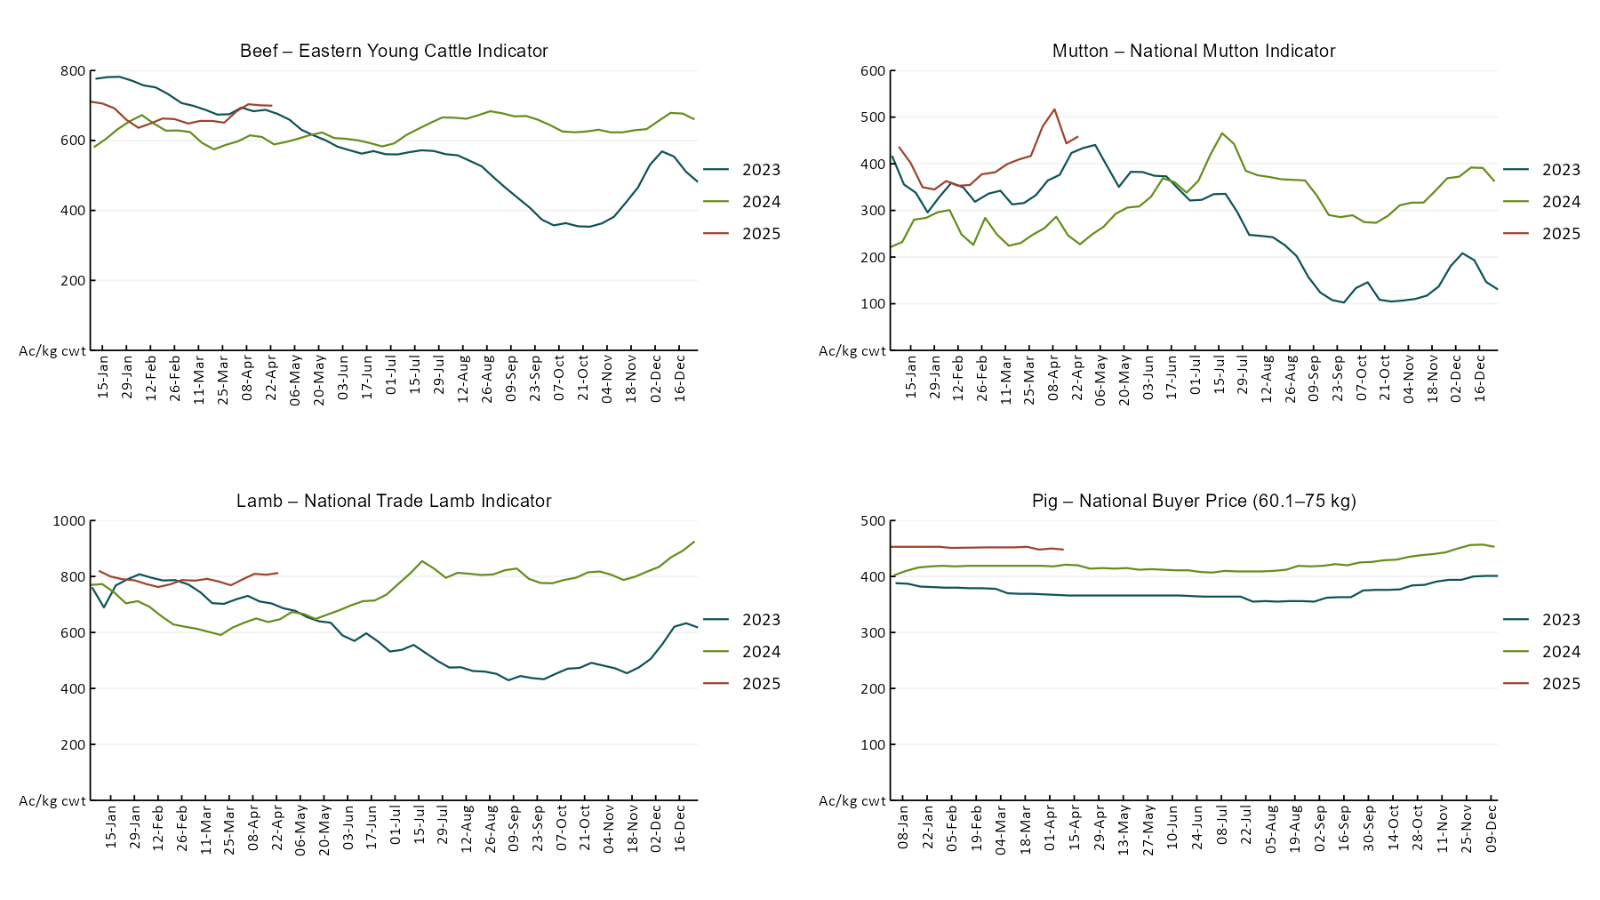 Beef – Eastern Young Cattle Indicator
800
600
400
200
Ac/kg cwt
15-Jan
29-Jan
12-Feb
26-Feb
11-Mar
25-Mar
08-Apr
22-Apr
06-May
20-May
03-Jun
17-Jun
01-Jul
15-Jul
29-Jul
12-Aug
26-Aug
09-Sep
23-Sep
07-Oct
21-Oct
04-Nov
18-Nov
02-Dec
16-Dec
2023
2024
2025
Mutton – National Mutton Indicator
600
500
400
300
200
100
Ac/kg cwt
15-Jan
29-Jan
12-Feb
26-Feb
11-Mar
25-Mar
08-Apr
22-Apr
06-May
20-May
03-Jun
17-Jun
01-Jul
15-Jul
29-Jul
12-Aug
26-Aug
09-Sep
23-Sep
07-Oct
21-Oct
04-Nov
18-Nov
02-Dec
16-Dec
2023
2024
2025
Lamb – National Trade Lamb Indicator
1000
800
600
400
200
Ac/kg cwt
15-Jan
29-Jan
12-Feb
26-Feb
11-Mar
25-Mar
08-Apr
22-Apr
06-May
20-May
03-Jun
17-Jun
01-Jul
15-Jul
29-Jul
12-Aug
26-Aug
09-Sep
23-Sep
07-Oct
21-Oct
04-Nov
18-Nov
02-Dec
16-Dec
2023
2024
2025
Pig – National Buyer Price (60.1–75 kg)
500
400
300
200
100
Ac/kg cwt
08-Jan
22-Jan
05-Feb
19-Feb
04-Mar
18-Mar
01-Apr
15-Apr
29-Apr
13-May
27-May
10-Jun
24-Jun
08-Jul
22-Jul
05-Aug
19-Aug
02-Sep
16-Sep
30-Sep
14-Oct
28-Oct
11-Nov
25-Nov
09-Dec
2023
2024
2025